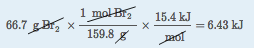 66.7 g Br₂ × 1 mol Br₂ / 159.8 g × 15.4 kJ / mol = 6.43 kJ